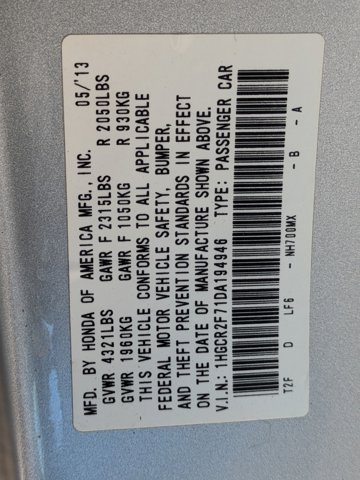 MFD. BY HONDA OF AMERICA MFG., INC. 05/'13
GVWR 4321LBS GAWR F 2315LBS R 2050LBS
GVWR 1960KG GAWR F 1050KG R 930KG
THIS VEHICLE CONFORMS TO ALL APPLICABLE
FEDERAL MOTOR VEHICLE SAFETY, BUMPER,
AND THEFT PREVENTION STANDARDS IN EFFECT
ON THE DATE OF MANUFACTURE SHOWN ABOVE.
V.I.N.: 1HGCR2F71DA194946 TYPE: PASSENGER CAR
T2F D LF6 - NH700MX - B - A